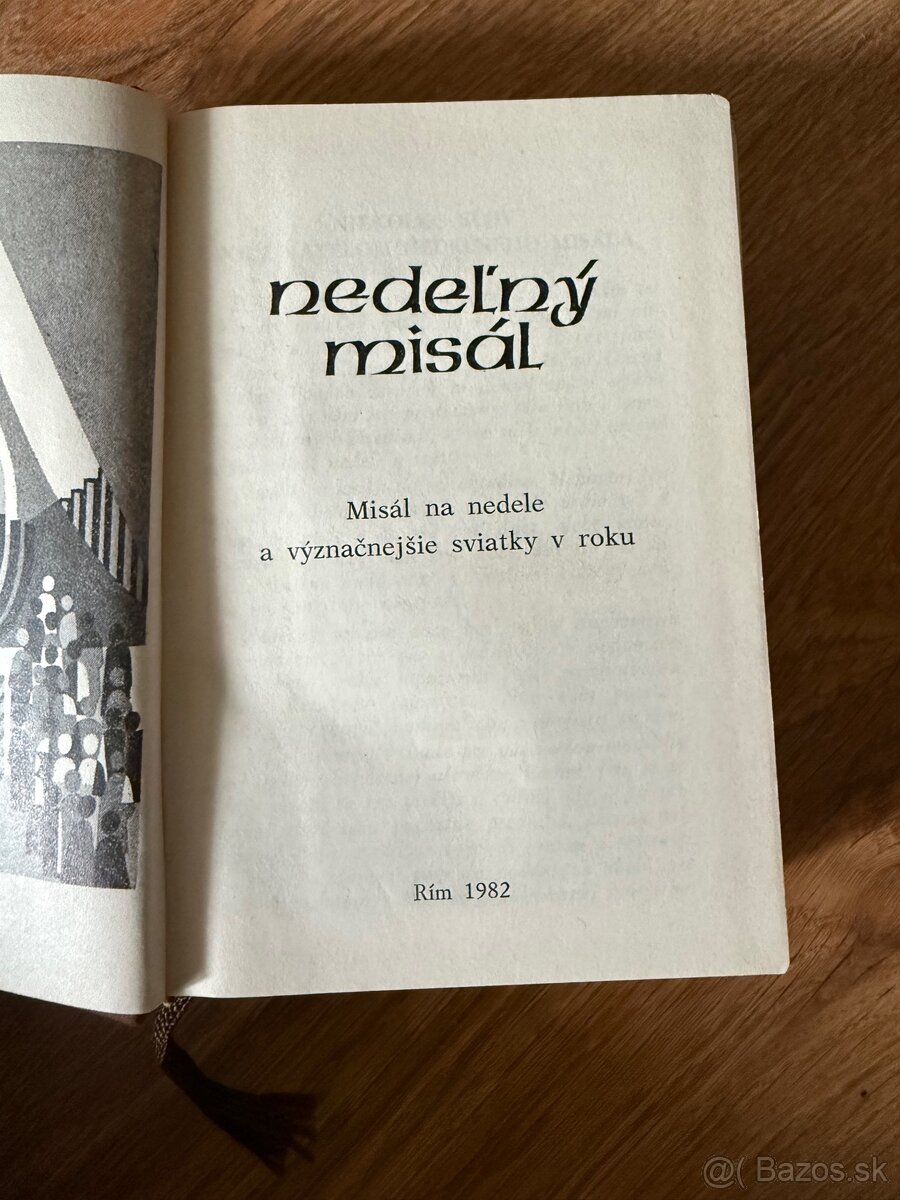 nedeľný
misál
Misál na nedele
a význačnejšie sviatky v roku
Rím 1982
@( Bazos.sk